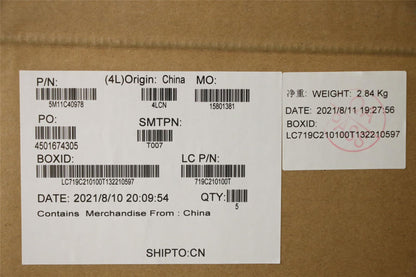 P/N: (4L)Origin: China MO:
5M11C40978 4LCN 15801381
PO: SMTPN:
4501674305 T007
BOXID: LC P/N:
LC719C210100T132210597 719C210100T
DATE: 2021/8/10 20:09:54 QTY:
5
Contains Merchandise From : China
SHIPTO:CN
净重: WEIGHT: 2.84 Kg
DATE: 2021/8/11 19:27:56
BOXID:
LC719C210100T132210597